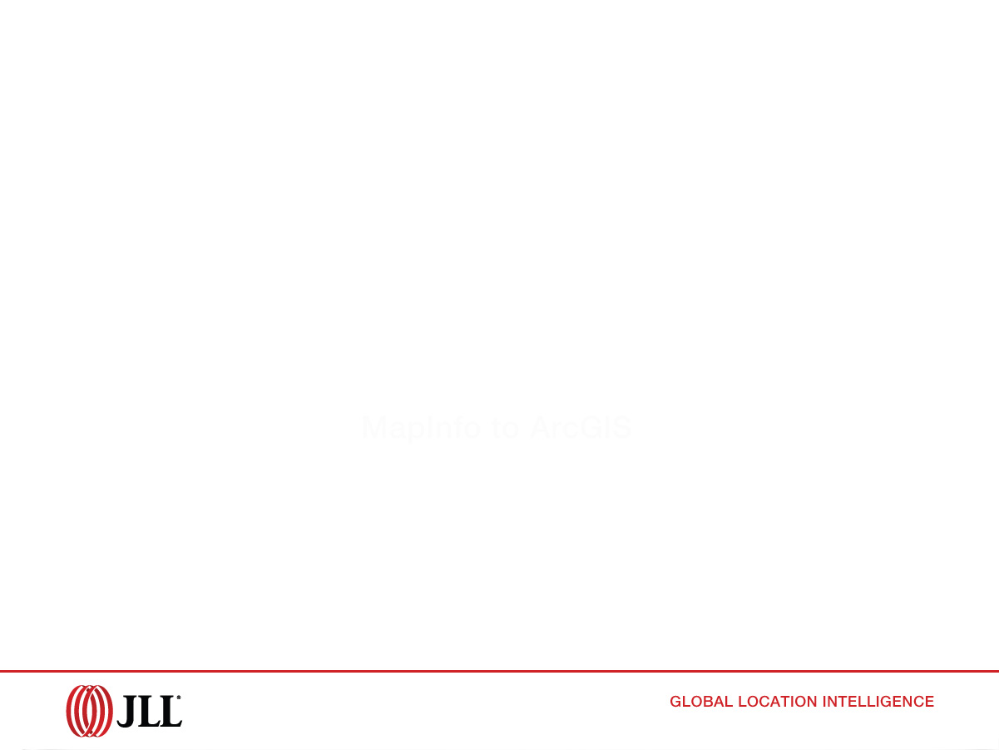 MapInfo to ArcGIS
JLL®
GLOBAL LOCATION INTELLIGENCE